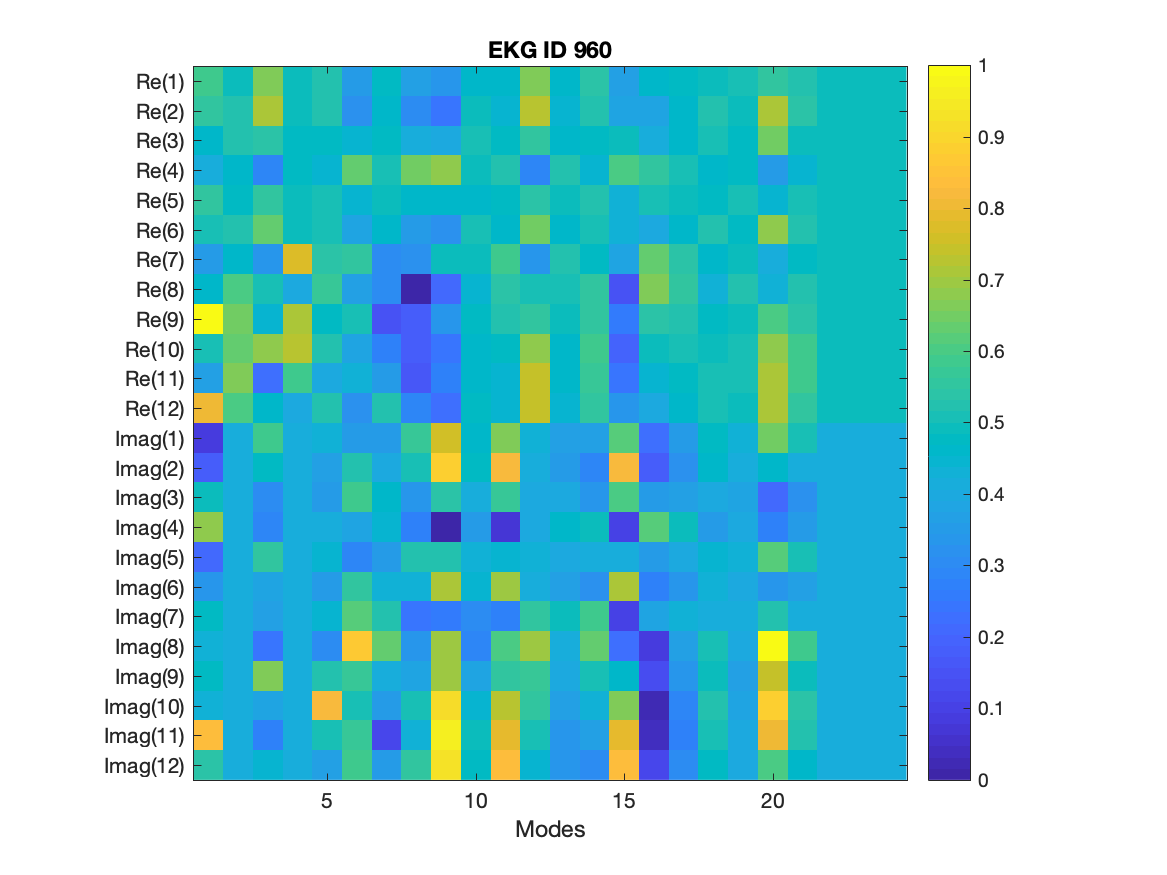 EKG ID 960
Re(1)
Re(2)
Re(3)
Re(4)
Re(5)
Re(6)
Re(7)
Re(8)
Re(9)
Re(10)
Re(11)
Re(12)
Imag(1)
Imag(2)
Imag(3)
Imag(4)
Imag(5)
Imag(6)
Imag(7)
Imag(8)
Imag(9)
Imag(10)
Imag(11)
Imag(12)
5 10 15 20
Modes
1
0.9
0.8
0.7
0.6
0.5
0.4
0.3
0.2
0.1
0